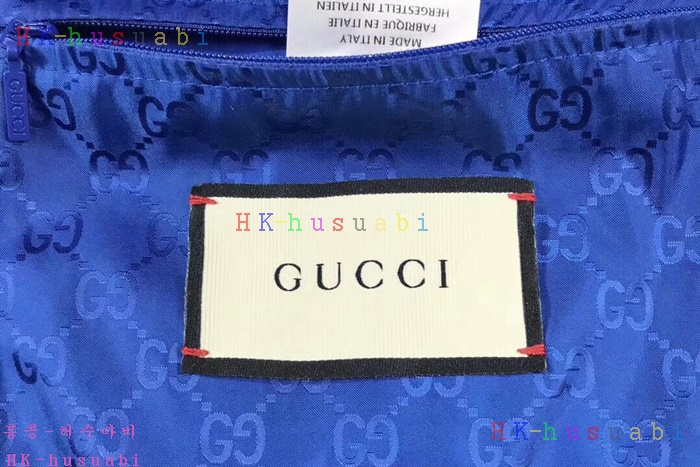 HERGESTELLT IN ITALIEN
FABRIQUE EN ITALIE
MADE IN ITALY
HK-husuabi
GUCCI
HK-husuabi
GUCCI
HK-husuabi
홍콩-허수아비
HK-husuabi